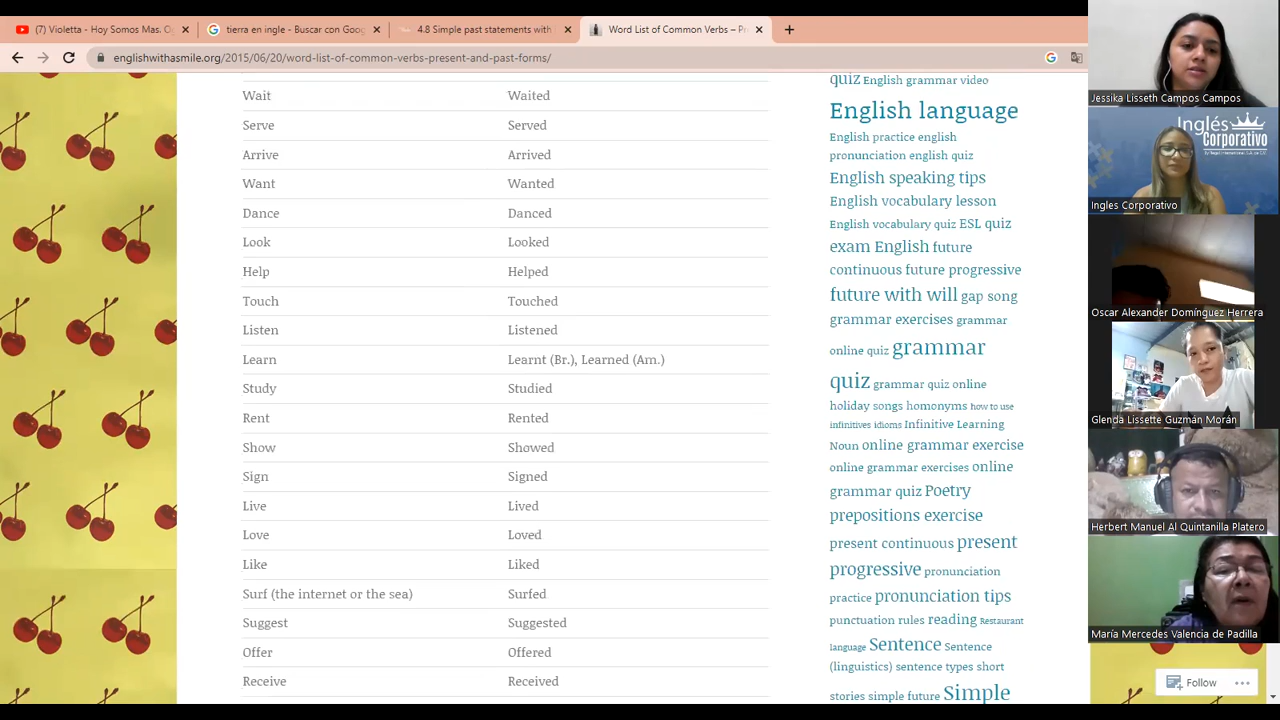 (7) Violetta - Hoy Somos Mas. O
tierra en ingle - Buscar con Goog
4.8 Simple past statements with
Word List of Common Verbs – Pr
englishwithasmile.org/2015/06/20/word-list-of-common-verbs-present-and-past-forms/
Wait Waited
Serve Served
Arrive Arrived
Want Wanted
Dance Danced
Look Looked
Help Helped
Touch Touched
Listen Listened
Learn Learnt (Br.), Learned (Am.)
Study Studied
Rent Rented
Show Showed
Sign Signed
Live Lived
Love Loved
Like Liked
Surf (the internet or the sea) Surfed
Suggest Suggested
Offer Offered
Receive Received
quiz English grammar video
English language
English practice english
pronunciation english quiz
English speaking tips
English vocabulary lesson
English vocabulary quiz ESL quiz
exam English future
continuous future progressive
future with will gap song
grammar exercises grammar
online quiz grammar
quiz grammar quiz online
holiday songs homonyms how to use
infinitives idioms Infinitive Learning
Noun online grammar exercise
online grammar exercises online
grammar quiz Poetry
prepositions exercise
present continuous present
progressive pronunciation
practice pronunciation tips
punctuation rules reading Restaurant
language Sentence Sentence
(linguistics) sentence types short
stories simple future Simple
Jessika Lisseth Campos Campos
Inglés
Corporativo
Ingles Corporativo
Oscar Alexander Domínguez Herrera
Glenda Lissette Guzmán Morán
Herbert Manuel Al Quintanilla Platero
María Mercedes Valencia de Padilla
Follow